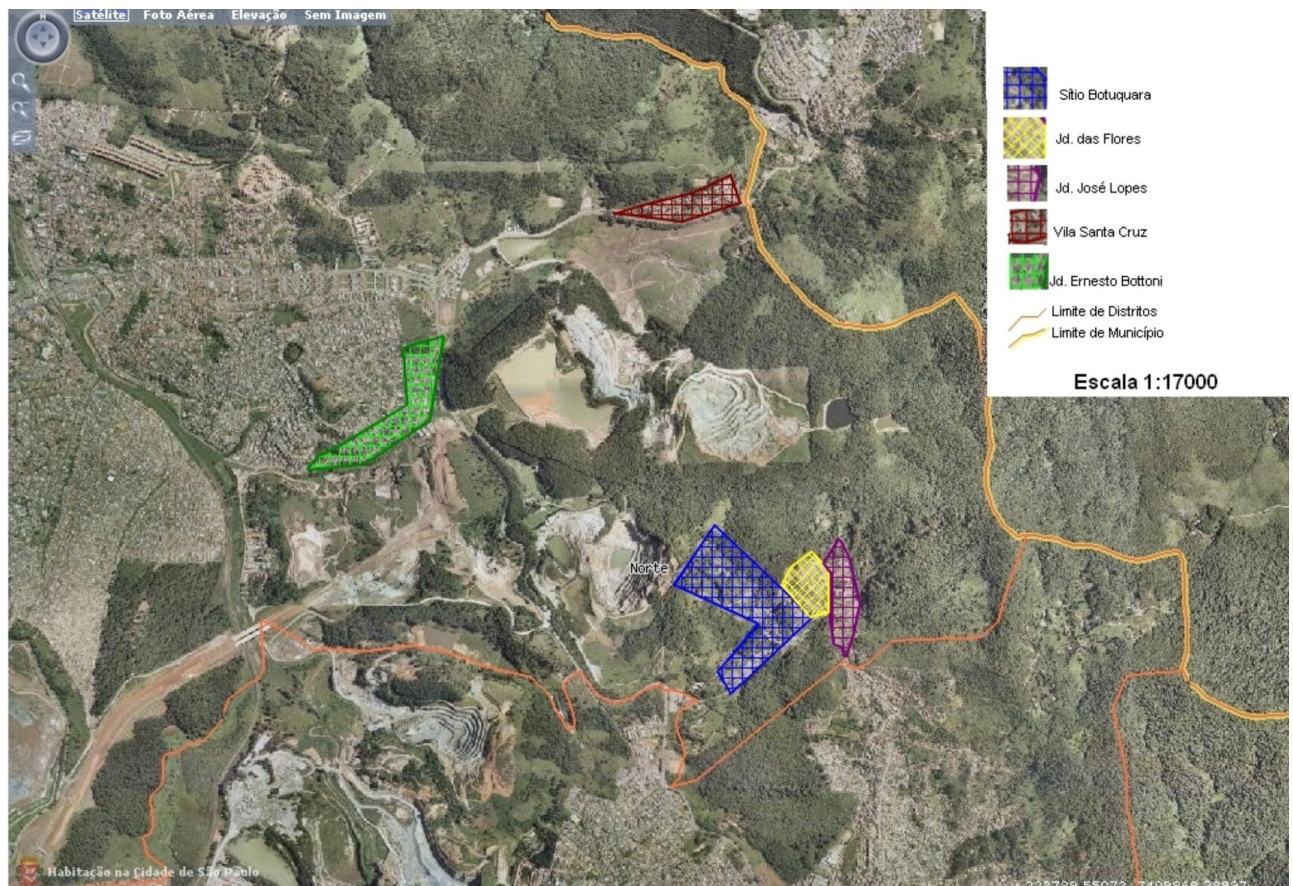 Satélite Foto Aérea Elevação Sem Imagem
N
Sítio Botuquara
Jd. das Flores
Jd. José Lopes
Vila Santa Cruz
Jd. Ernesto Bottoni
Limite de Distritos
Limite de Município
Escala 1:17000
Norte
Habitação na Cidade de São Paulo